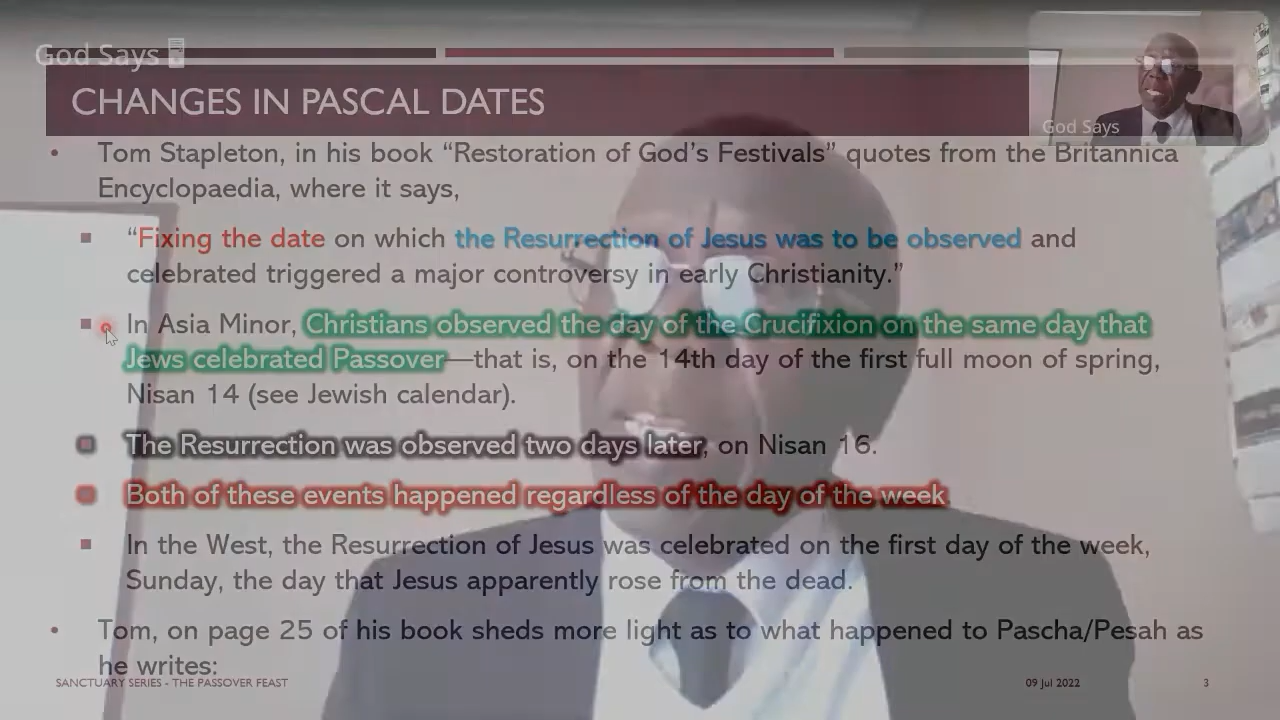 God Says
CHANGES IN PASCAL DATES
God Says
• Tom Stapleton, in his book “Restoration of God’s Festivals” quotes from the Britannica
Encyclopaedia, where it says,
▪ “Fixing the date on which the Resurrection of Jesus was to be observed and
celebrated triggered a major controversy in early Christianity.”
▪ In Asia Minor, Christians observed the day of the Crucifixion on the same day that
Jews celebrated Passover—that is, on the 14th day of the first full moon of spring,
Nisan 14 (see Jewish calendar).
▪ The Resurrection was observed two days later, on Nisan 16.
▪ Both of these events happened regardless of the day of the week
▪ In the West, the Resurrection of Jesus was celebrated on the first day of the week,
Sunday, the day that Jesus apparently rose from the dead.
• Tom, on page 25 of his book sheds more light as to what happened to Pascha/Pesah as
he writes:
SANCTUARY SERIES - THE PASSOVER FEAST
09 Jul 2022
3